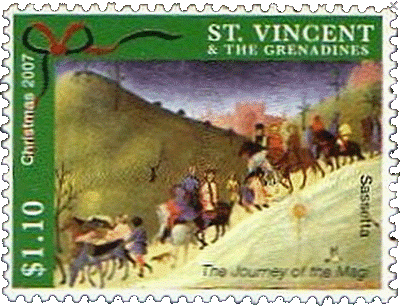 ST. VINCENT
& THE GRENADINES
Christmas 2007
$1.10
Sassetta
The Journey of the Magi